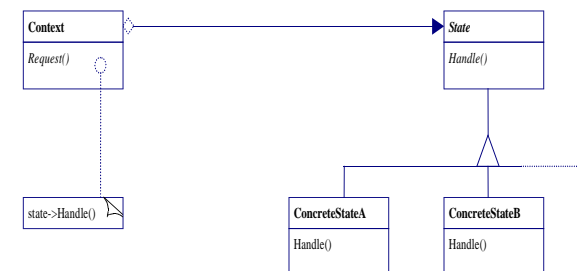 Context
Request()
State
Handle()
state->Handle()
ConcreteStateA
Handle()
ConcreteStateB
Handle()